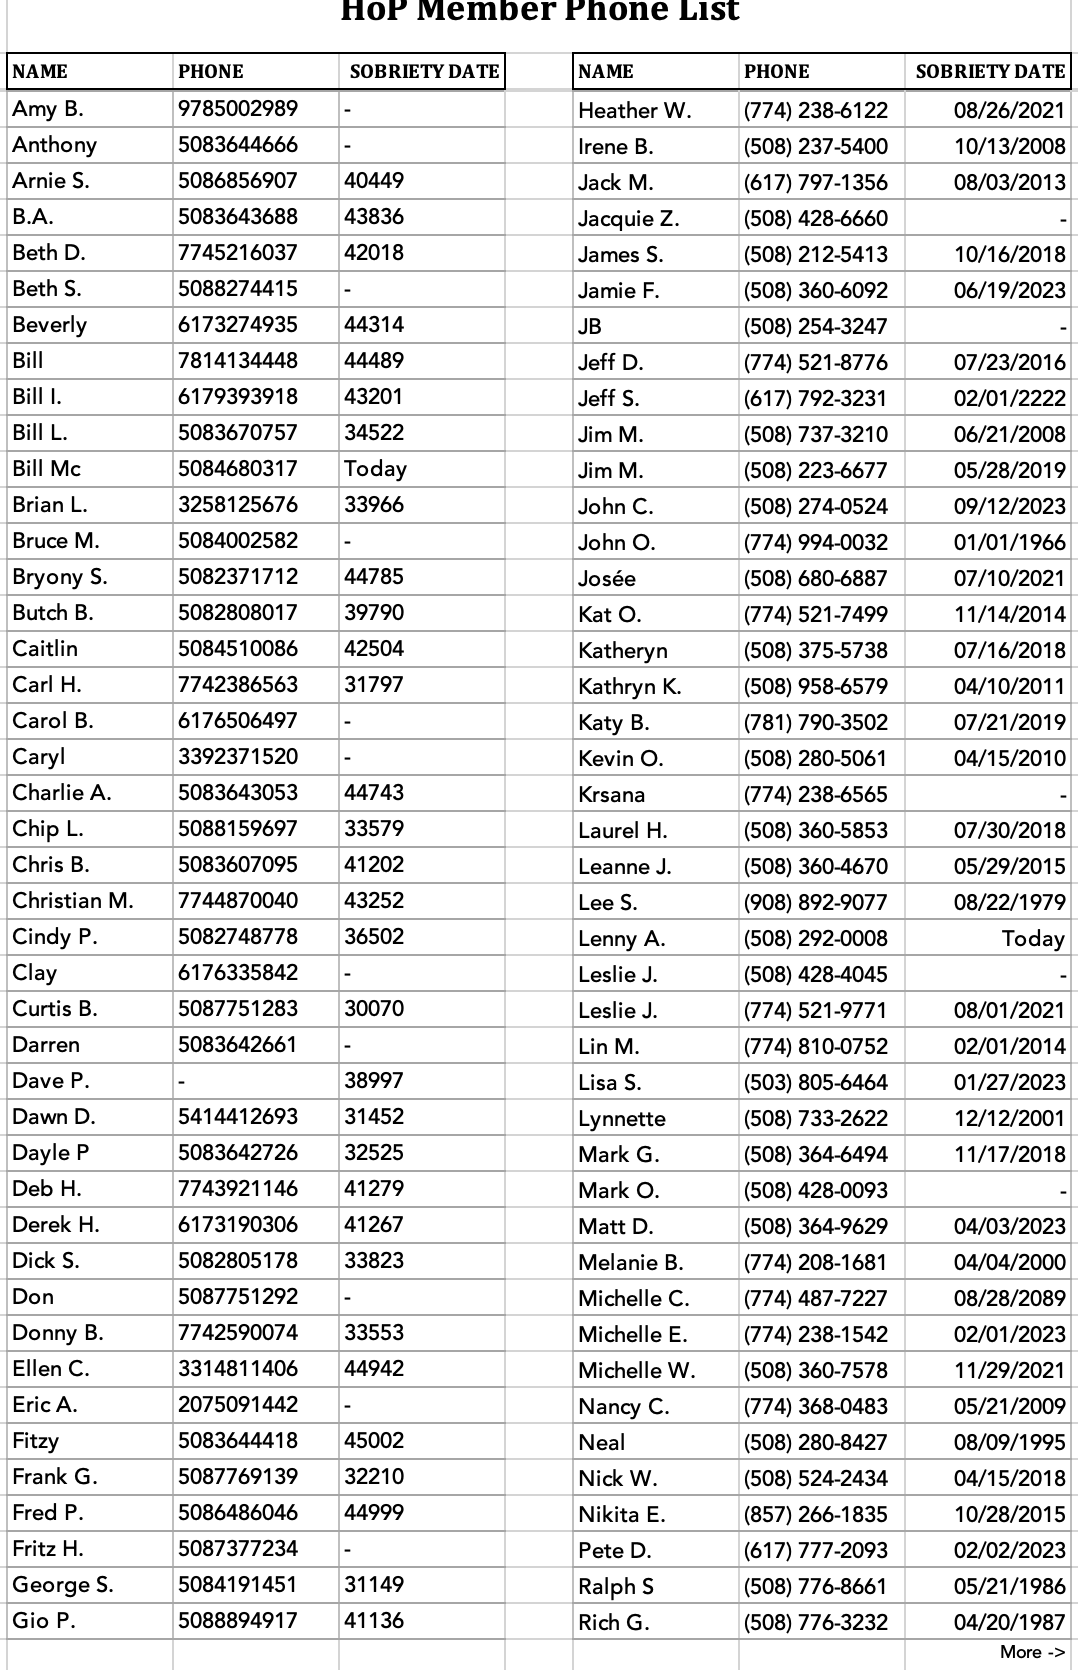 HoP Member Phone List
NAME PHONE SOBRIETY DATE NAME PHONE SOBRIETY DATE
Amy B. 9785002989 - Heather W. (774) 238-6122 08/26/2021
Anthony 5083644666 - Irene B. (508) 237-5400 10/13/2008
Arnie S. 5086856907 40449 Jack M. (617) 797-1356 08/03/2013
B.A. 5083643688 43836 Jacquie Z. (508) 428-6660 -
Beth D. 7745216037 42018 James S. (508) 212-5413 10/16/2018
Beth S. 5088274415 - Jamie F. (508) 360-6092 06/19/2023
Beverly 6173274935 44314 JB (508) 254-3247 -
Bill 7814134448 44489 Jeff D. (774) 521-8776 07/23/2016
Bill I. 6179393918 43201 Jeff S. (617) 792-3231 02/01/2222
Bill L. 5083670757 34522 Jim M. (508) 737-3210 06/21/2008
Bill Mc 5084680317 Today Jim M. (508) 223-6677 05/28/2019
Brian L. 3258125676 33966 John C. (508) 274-0524 09/12/2023
Bruce M. 5084002582 - John O. (774) 994-0032 01/01/1966
Bryony S. 5082371712 44785 Josée (508) 680-6887 07/10/2021
Butch B. 5082808017 39790 Kat O. (774) 521-7499 11/14/2014
Caitlin 5084510086 42504 Katheryn (508) 375-5738 07/16/2018
Carl H. 7742386563 31797 Kathryn K. (508) 958-6579 04/10/2011
Carol B. 6176506497 - Katy B. (781) 790-3502 07/21/2019
Caryl 3392371520 - Kevin O. (508) 280-5061 04/15/2010
Charlie A. 5083643053 44743 Krsana (774) 238-6565 -
Chip L. 5088159697 33579 Laurel H. (508) 360-5853 07/30/2018
Chris B. 5083607095 41202 Leanne J. (508) 360-4670 05/29/2015
Christian M. 7744870040 43252 Lee S. (908) 892-9077 08/22/1979
Cindy P. 5082748778 36502 Lenny A. (508) 292-0008 Today
Clay 6176335842 - Leslie J. (508) 428-4045 -
Curtis B. 5087751283 30070 Leslie J. (774) 521-9771 08/01/2021
Darren 5083642661 - Lin M. (774) 810-0752 02/01/2014
Dave P. - 38997 Lisa S. (503) 805-6464 01/27/2023
Dawn D. 5414412693 31452 Lynnette (508) 733-2622 12/12/2001
Dayle P 5083642726 32525 Mark G. (508) 364-6494 11/17/2018
Deb H. 7743921146 41279 Mark O. (508) 428-0093 -
Derek H. 6173190306 41267 Matt D. (508) 364-9629 04/03/2023
Dick S. 5082805178 33823 Melanie B. (774) 208-1681 04/04/2000
Don 5087751292 - Michelle C. (774) 487-7227 08/28/2089
Donny B. 7742590074 33553 Michelle E. (774) 238-1542 02/01/2023
Ellen C. 3314811406 44942 Michelle W. (508) 360-7578 11/29/2021
Eric A. 2075091442 - Nancy C. (774) 368-0483 05/21/2009
Fitzy 5083644418 45002 Neal (508) 280-8427 08/09/1995
Frank G. 5087769139 32210 Nick W. (508) 524-2434 04/15/2018
Fred P. 5086486046 44999 Nikita E. (857) 266-1835 10/28/2015
Fritz H. 5087377234 - Pete D. (617) 777-2093 02/02/2023
George S. 5084191451 31149 Ralph S (508) 776-8661 05/21/1986
Gio P. 5088894917 41136 Rich G. (508) 776-3232 04/20/1987
More ->